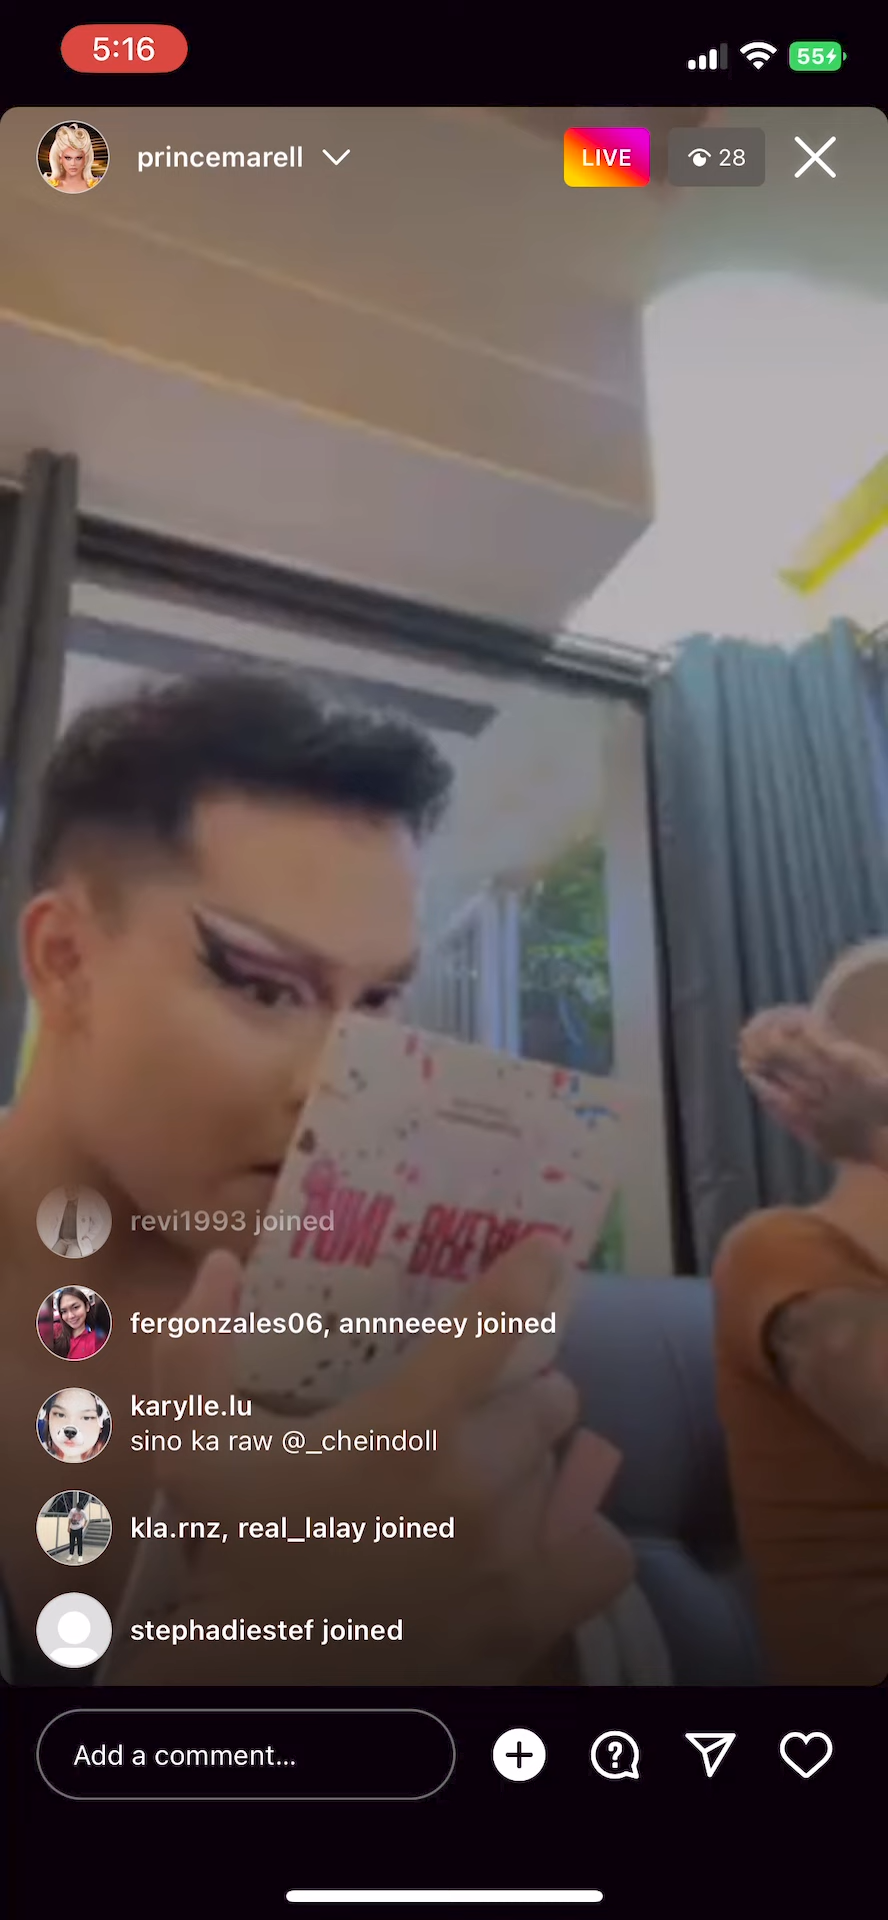 5:16
55
princemarell
LIVE
28
revi1993 joined
fergonzales06, annneeey joined
karylle.lu
sino ka raw @_cheindoll
kla.rnz, real_lalay joined
stephadiestef joined
Add a comment...